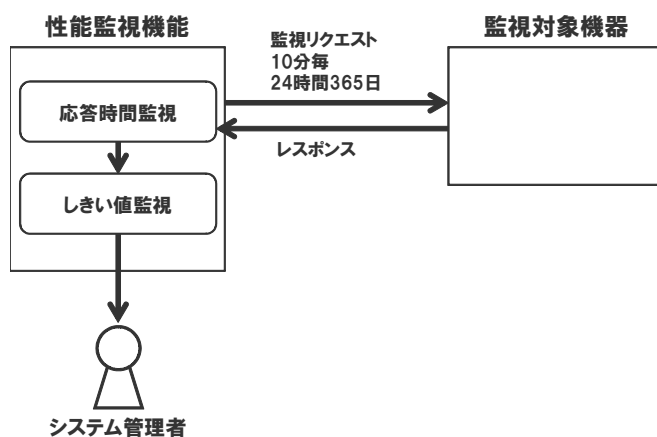 性能監視機能
監視リクエスト
10分毎
24時間365日
監視対象機器
応答時間監視
レスポンス
しきい値監視
システム管理者